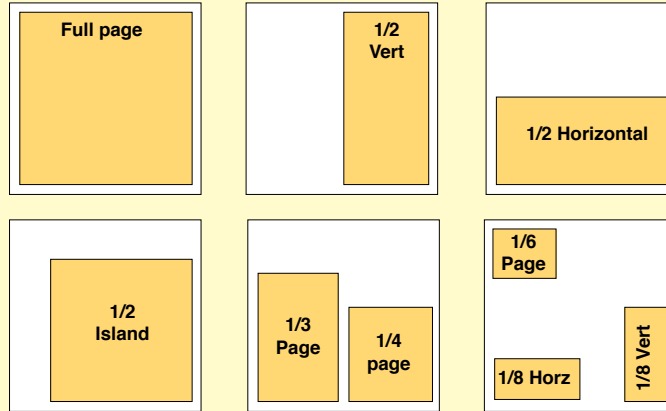 Full page
1/2
Vert
1/2 Horizontal
1/2
Island
1/3
Page
1/4
page
1/6
Page
1/8 Horz
1/8 Vert